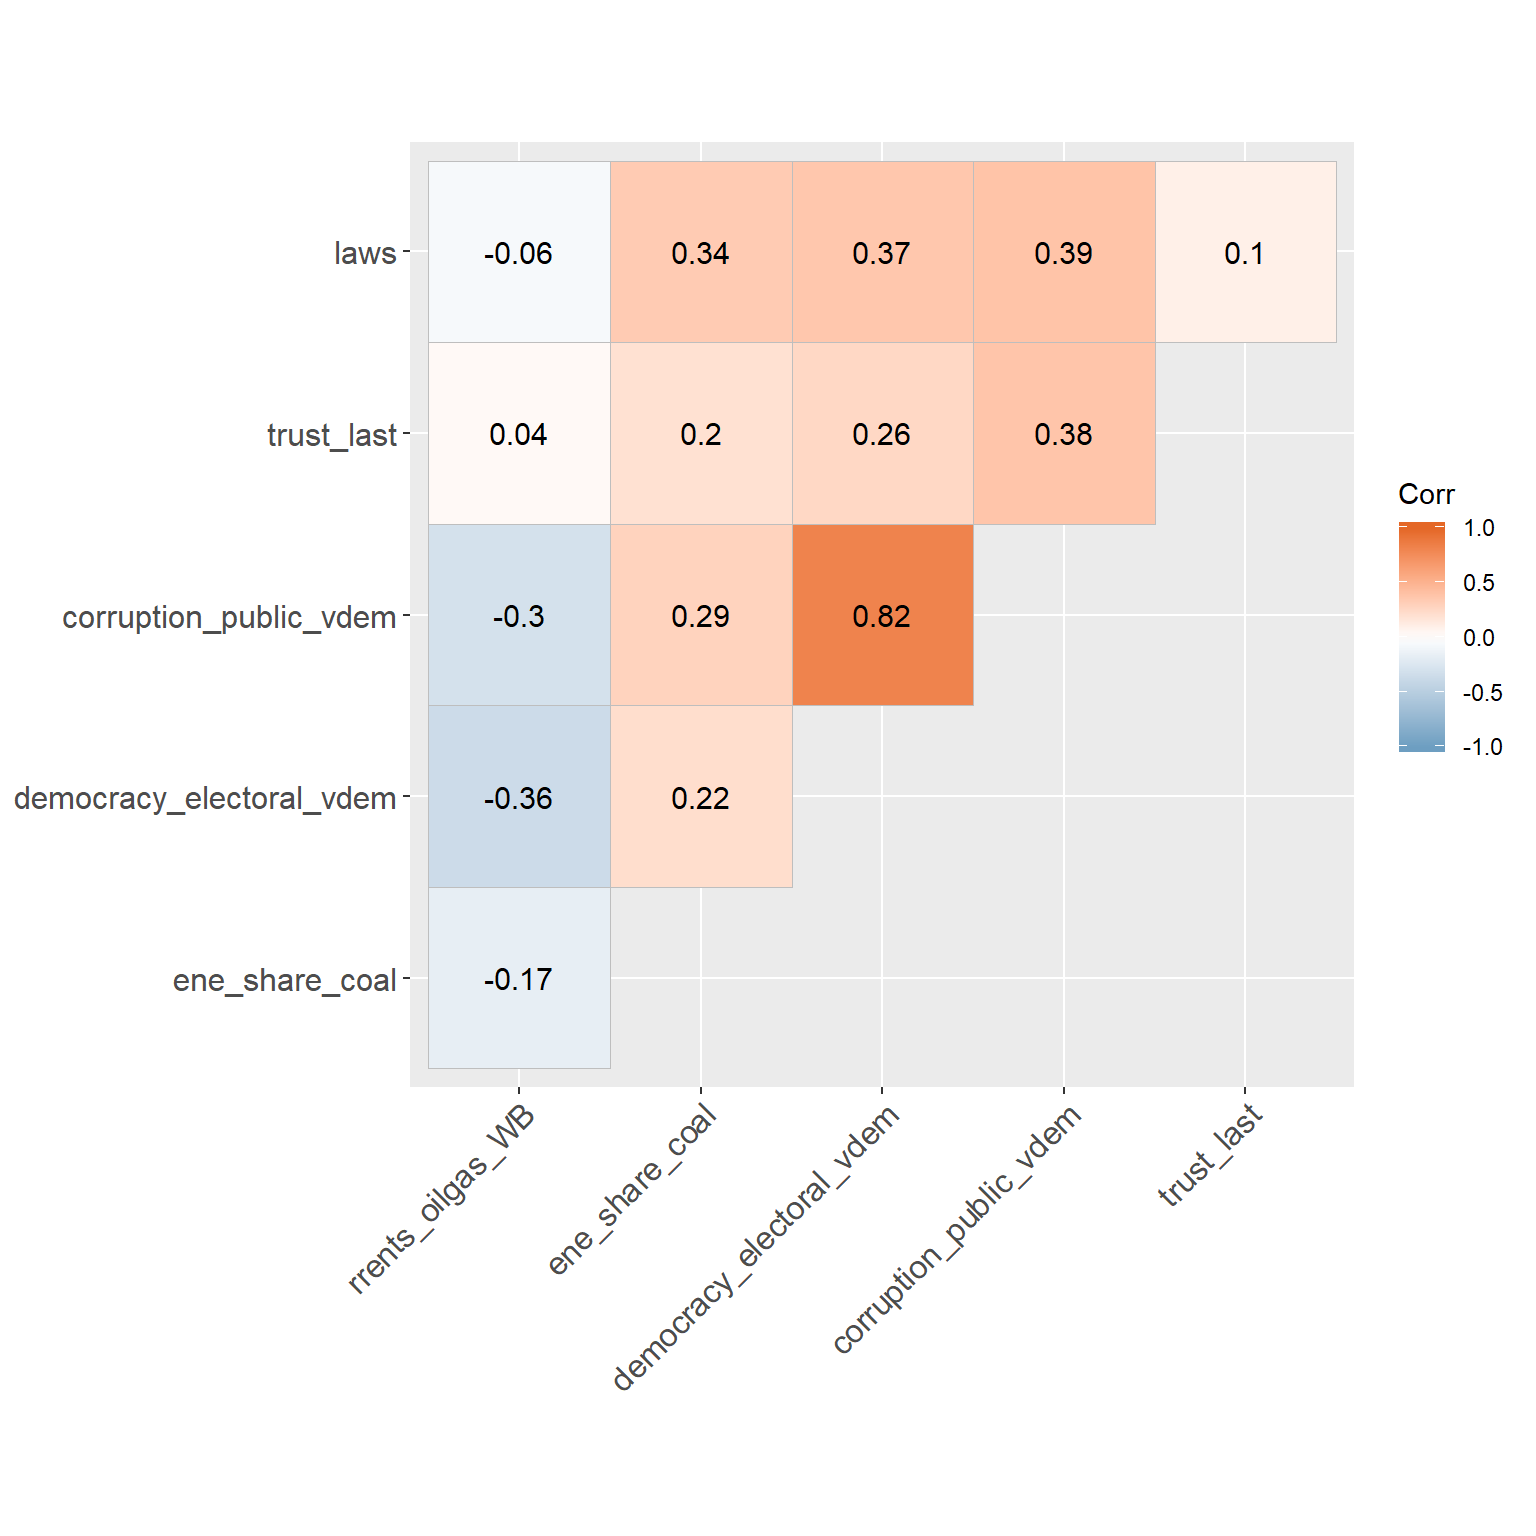 laws
-0.06 0.34 0.37 0.39 0.1
trust_last
0.04 0.2 0.26 0.38
corruption_public_vdem
-0.3 0.29 0.82
democracy_electoral_vdem
-0.36 0.22
ene_share_coal
-0.17
rrents_oilgas_WB
ene_share_coal
democracy_electoral_vdem
corruption_public_vdem
trust_last
Corr
1.0
0.5
0.0
-0.5
-1.0